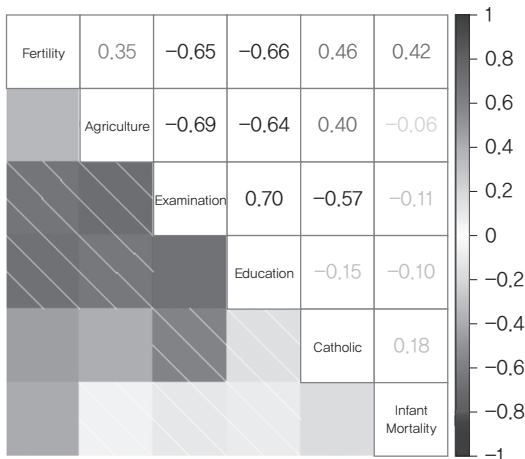 Fertility 0.35 −0.65 −0.66 0.46 0.42
Agriculture −0.69 −0.64 0.40 −0.06
Examination 0.70 −0.57 −0.11
Education −0.15 −0.10
Catholic 0.18
Infant
Mortality
1
0.8
0.6
0.4
0.2
0
−0.2
−0.4
−0.6
−0.8
−1